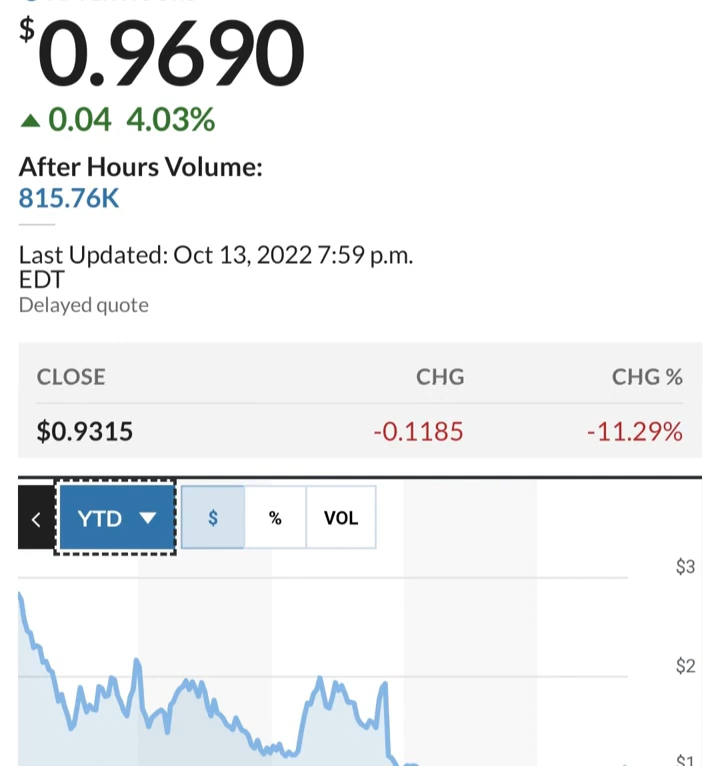 $0.9690
▲ 0.04 4.03%
After Hours Volume:
815.76K
Last Updated: Oct 13, 2022 7:59 p.m.
EDT
Delayed quote
CLOSE CHG CHG %
$0.9315 -0.1185 -11.29%
< YTD ▼ $ % VOL
$3
$2
$1